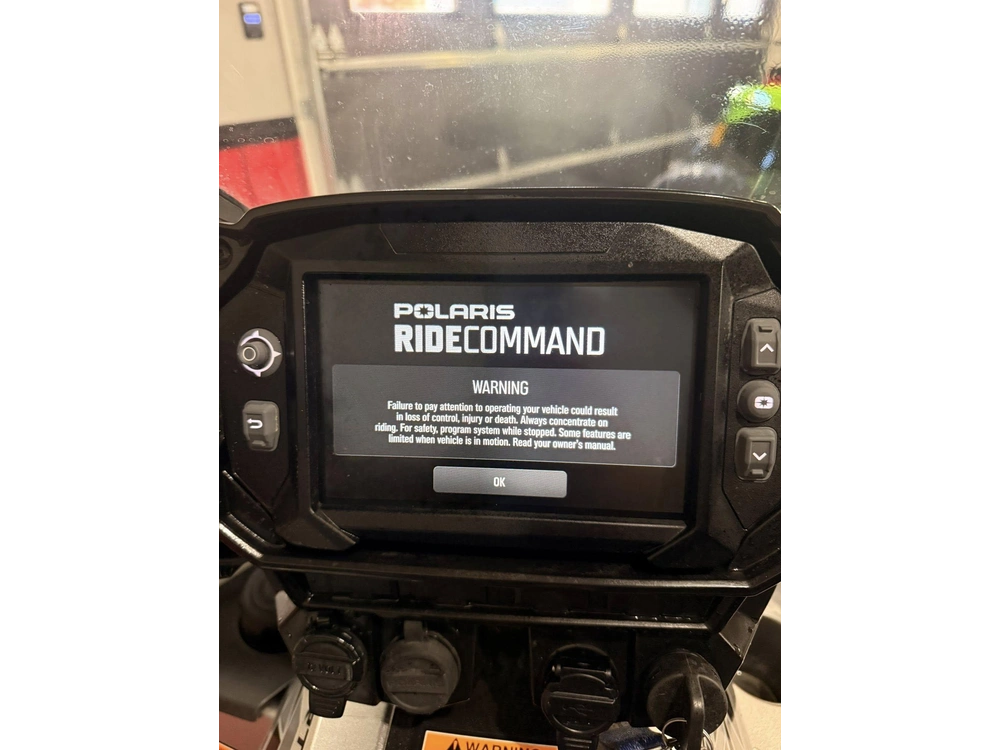 POLARIS
RIDECOMMAND
WARNING
Failure to pay attention to operating your vehicle could result
in loss of control, injury or death. Always concentrate on
riding. For safety, program system while stopped. Some features are
limited when vehicle is in motion. Read your owner's manual.
OK
WARNING